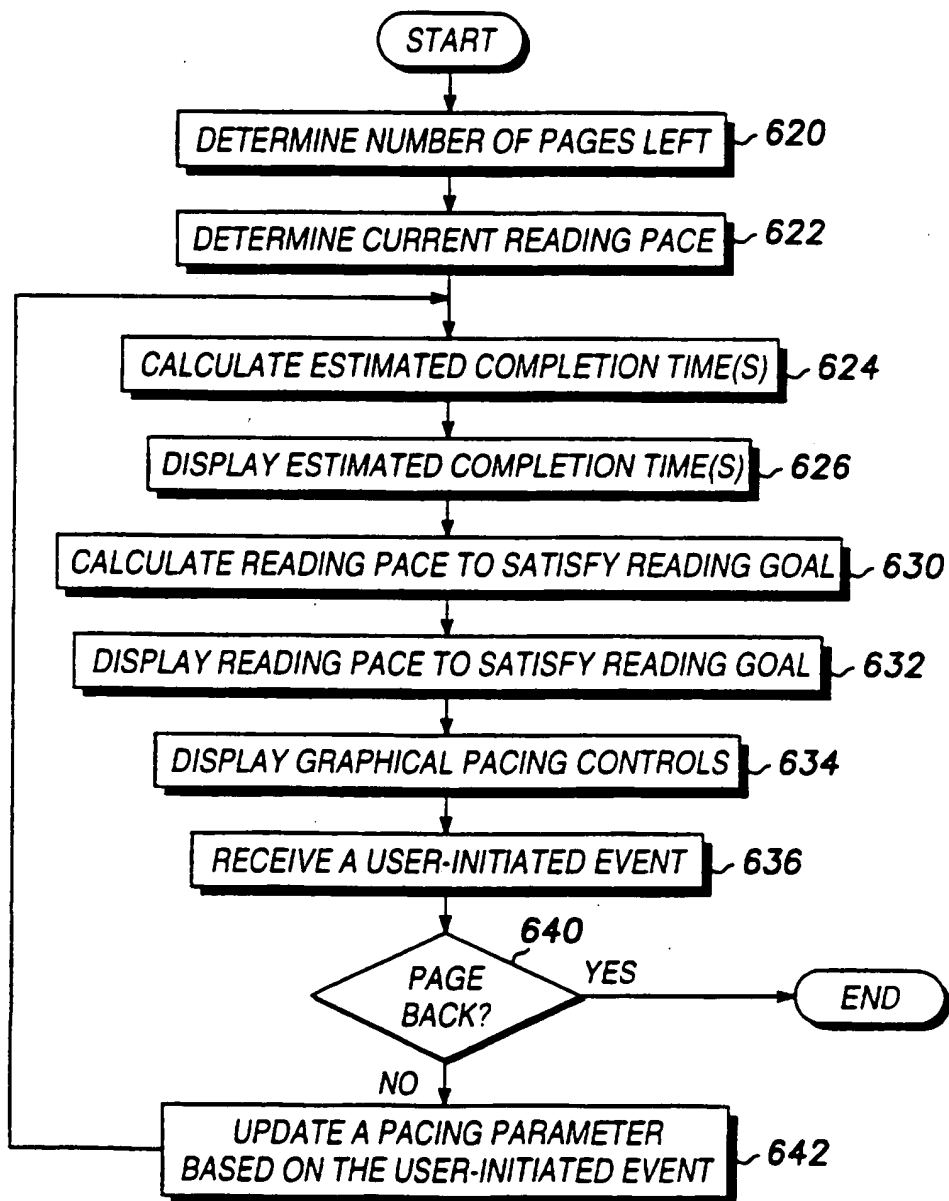 START
DETERMINE NUMBER OF PAGES LEFT
620
DETERMINE CURRENT READING PACE
622
CALCULATE ESTIMATED COMPLETION TIME(S)
624
DISPLAY ESTIMATED COMPLETION TIME(S)
626
CALCULATE READING PACE TO SATISFY READING GOAL
630
DISPLAY READING PACE TO SATISFY READING GOAL
632
DISPLAY GRAPHICAL PACING CONTROLS
634
RECEIVE A USER-INITIATED EVENT
636
640
PAGE
BACK?
YES
END
NO
UPDATE A PACING PARAMETER
BASED ON THE USER-INITIATED EVENT
642